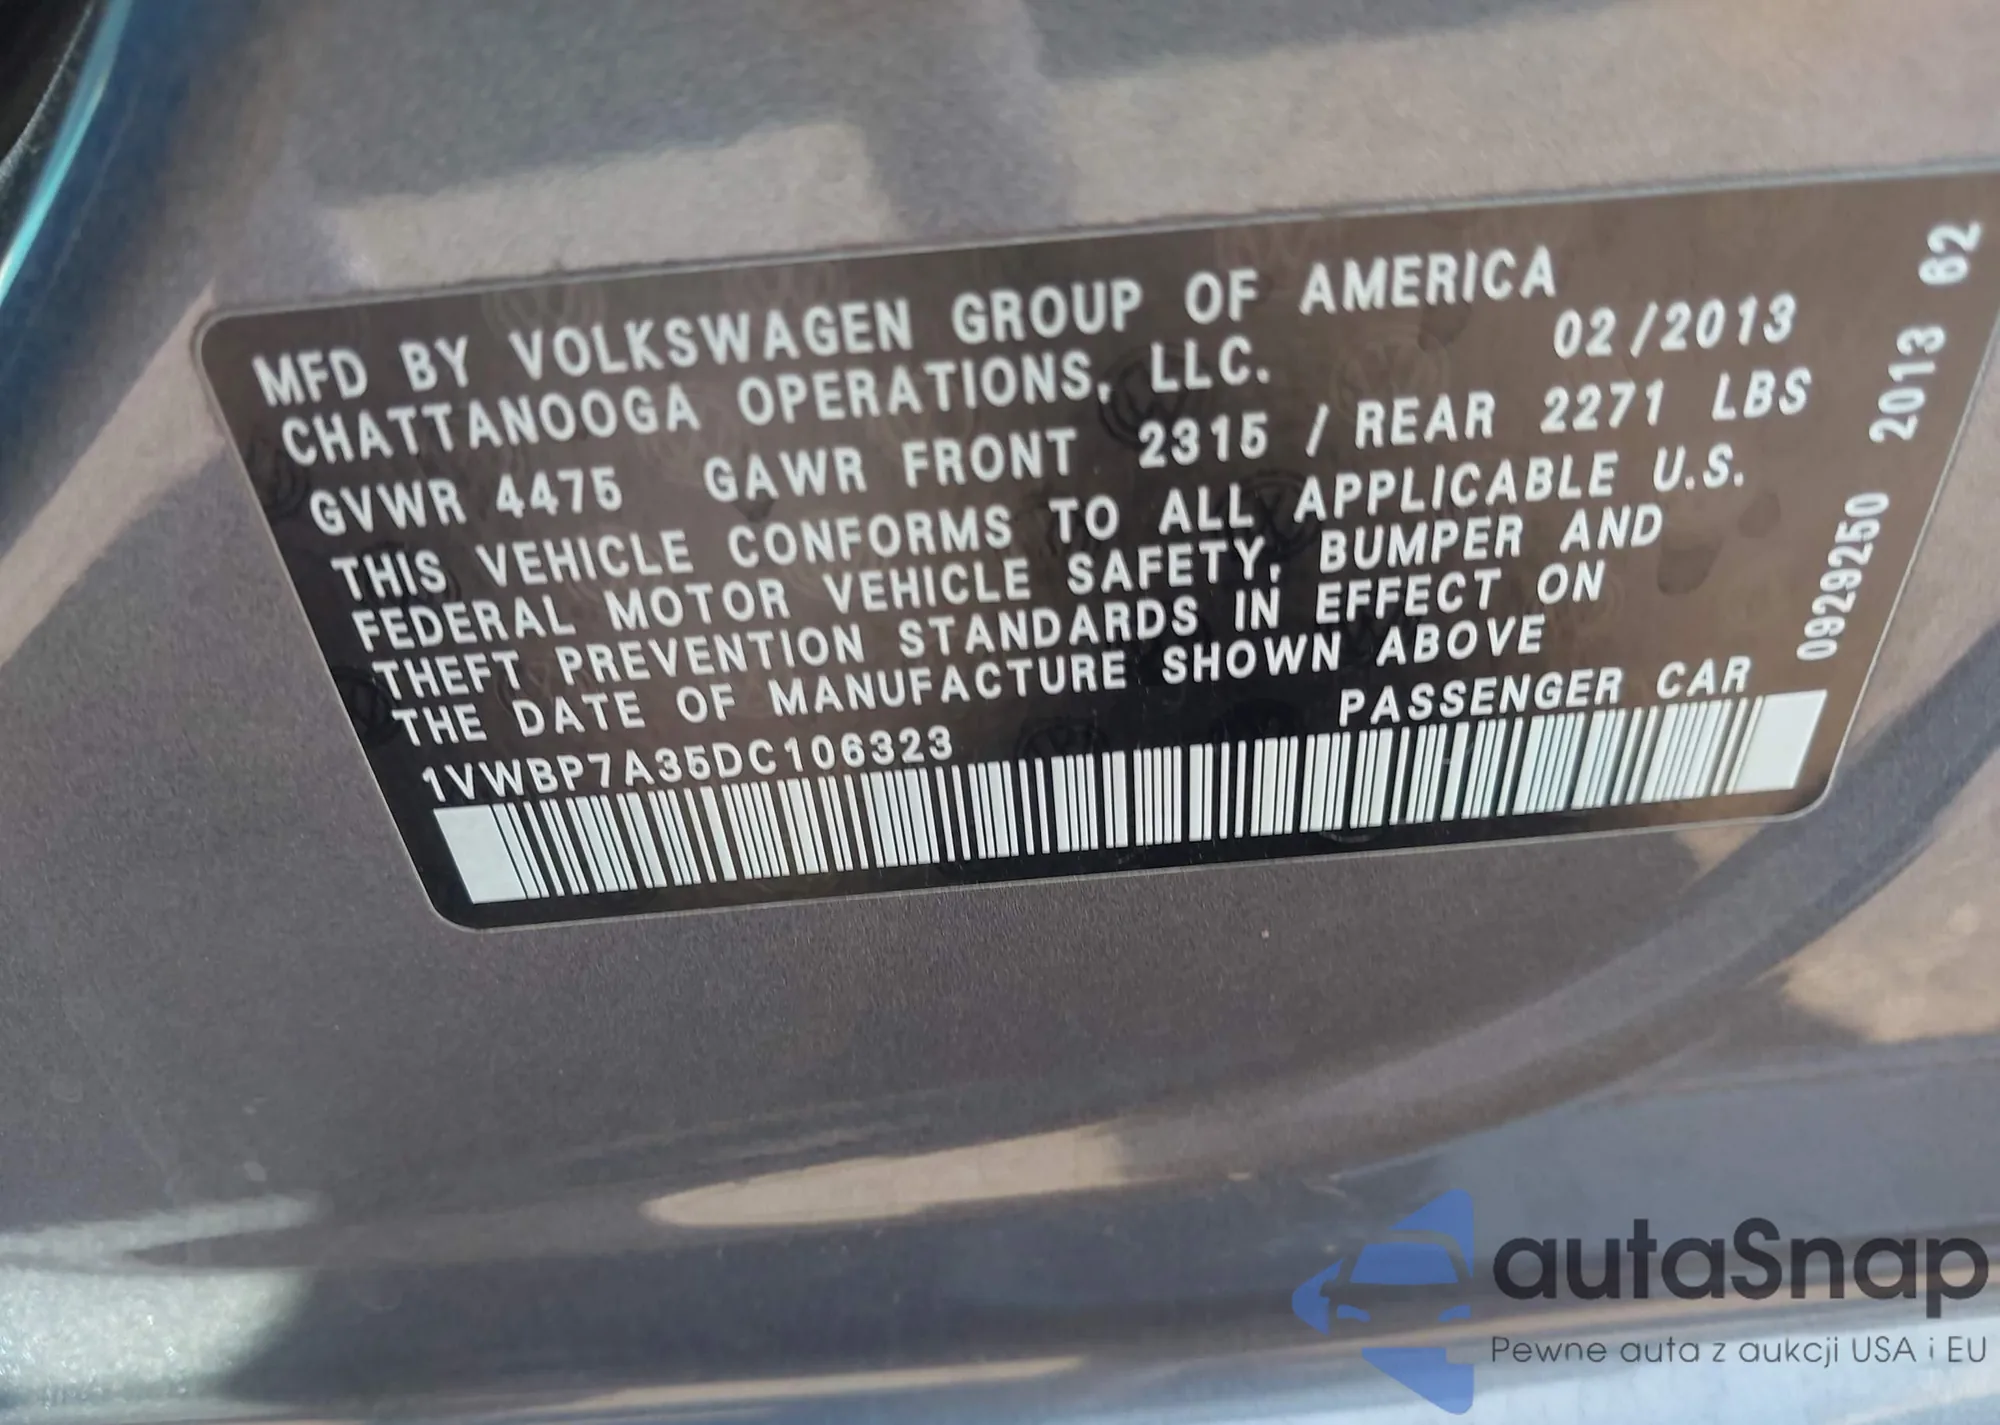 MFD BY VOLKSWAGEN GROUP OF AMERICA
CHATTANOOGA OPERATIONS, LLC.
02/2013
GVWR 4475 GAWR FRONT 2315 / REAR 2271 LBS
THIS VEHICLE CONFORMS TO ALL APPLICABLE U.S.
FEDERAL MOTOR VEHICLE SAFETY, BUMPER AND
THEFT PREVENTION STANDARDS IN EFFECT ON
THE DATE OF MANUFACTURE SHOWN ABOVE
1VWBP7A35DC106323
PASSENGER CAR
0929250 2013 62
autaSnap
Pewne auta z aukcji USA i EU